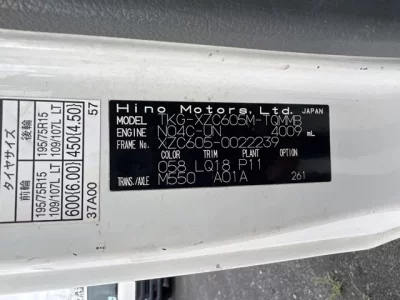 Hino Motors, Ltd. JAPAN
MODEL TKG-XZC605M-TQMMB
ENGINE N04C-UN 4009 mL
FRAME No. XZC605-0022239
COLOR TRIM PLANT OPTION
058 LQ18 P11
TRANS./AXLE M550 A01A 261
タイヤサイズ
前輪 後輪
195/75R15 195/75R15
109/107L LT 109/107L LT
600(6.00) 450(4.50)
37A00 57